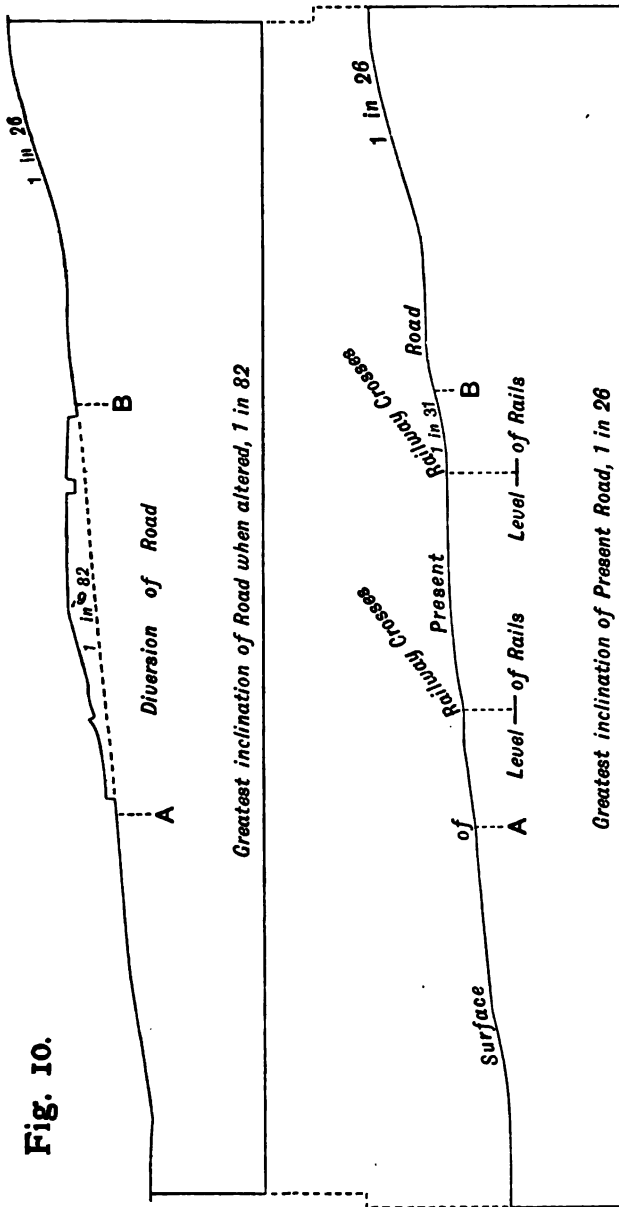 Fig. 10.
1 in 26
B
1 in 82
Diversion of Road
A
Greatest inclination of Road when altered, 1 in 82
1 in 26
Railway Crosses
Railway Crosses
Surface of Present Road
1 in 31
B
Level of Rails
Level of Rails
A
Greatest inclination of Present Road, 1 in 26